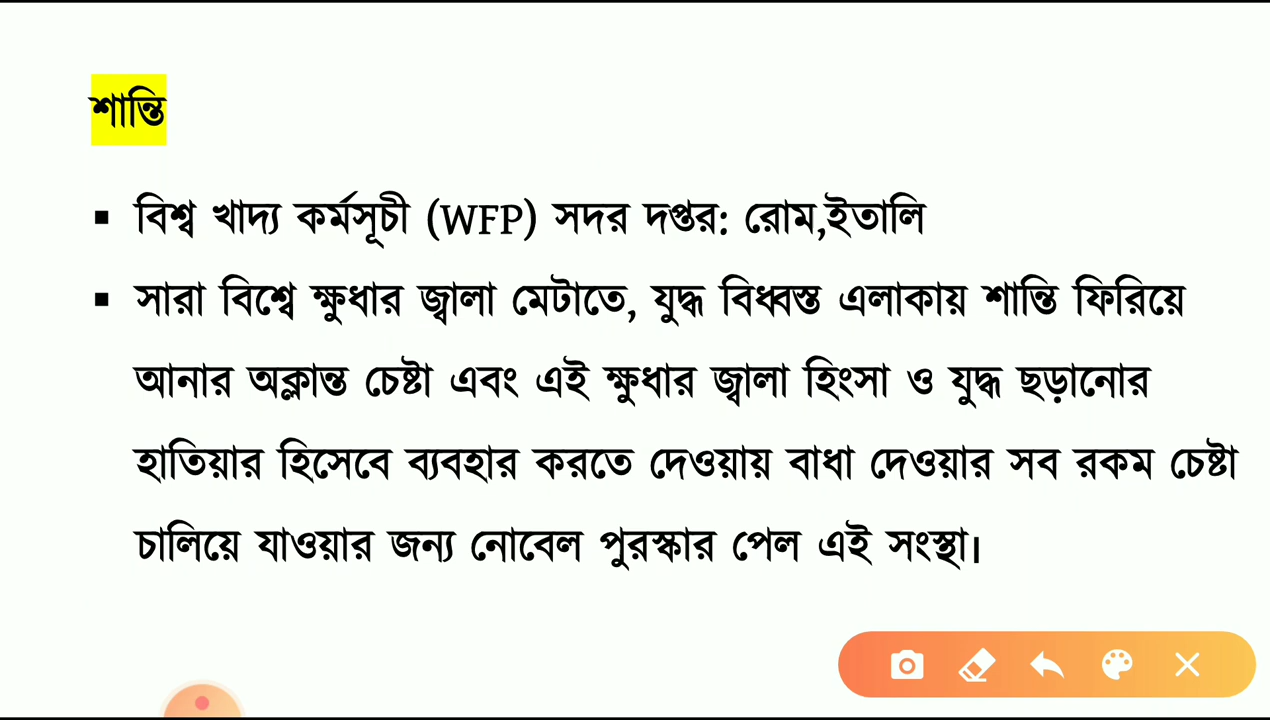 শান্তি
▪ বিশ্ব খাদ্য কর্মসূচী (WFP) সদর দপ্তর: রোম,ইতালি
▪ সারা বিশ্বে ক্ষুধার জ্বালা মেটাতে, যুদ্ধ বিধ্বস্ত এলাকায় শান্তি ফিরিয়ে
আনার অক্লান্ত চেষ্টা এবং এই ক্ষুধার জ্বালা হিংসা ও যুদ্ধ ছড়ানোর
হাতিয়ার হিসেবে ব্যবহার করতে দেওয়ায় বাধা দেওয়ার সব রকম চেষ্টা
চালিয়ে যাওয়ার জন্য নোবেল পুরস্কার পেল এই সংস্থা।